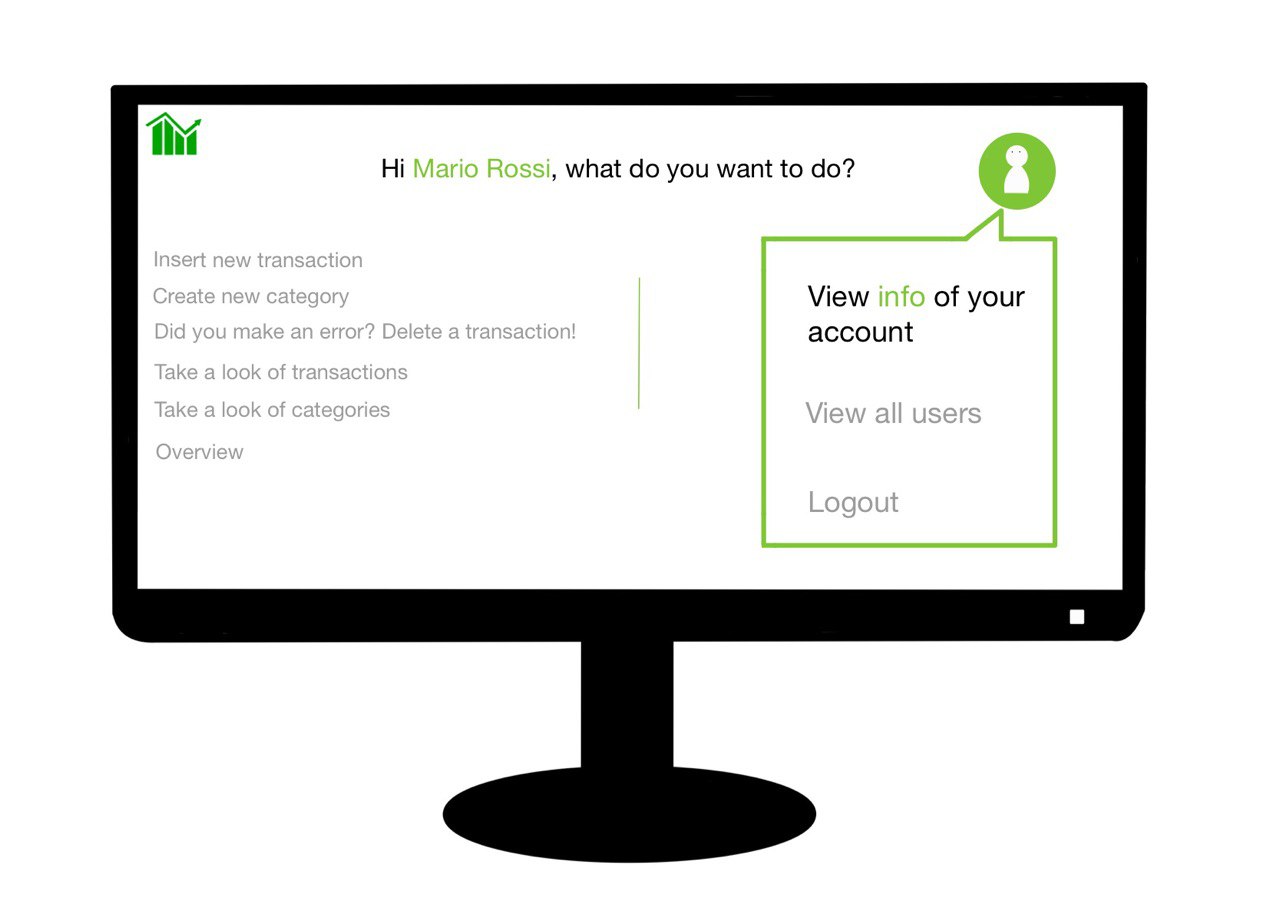 Hi Mario Rossi, what do you want to do?
Insert new transaction
Create new category
Did you make an error? Delete a transaction!
Take a look of transactions
Take a look of categories
Overview
View info of your
account
View all users
Logout